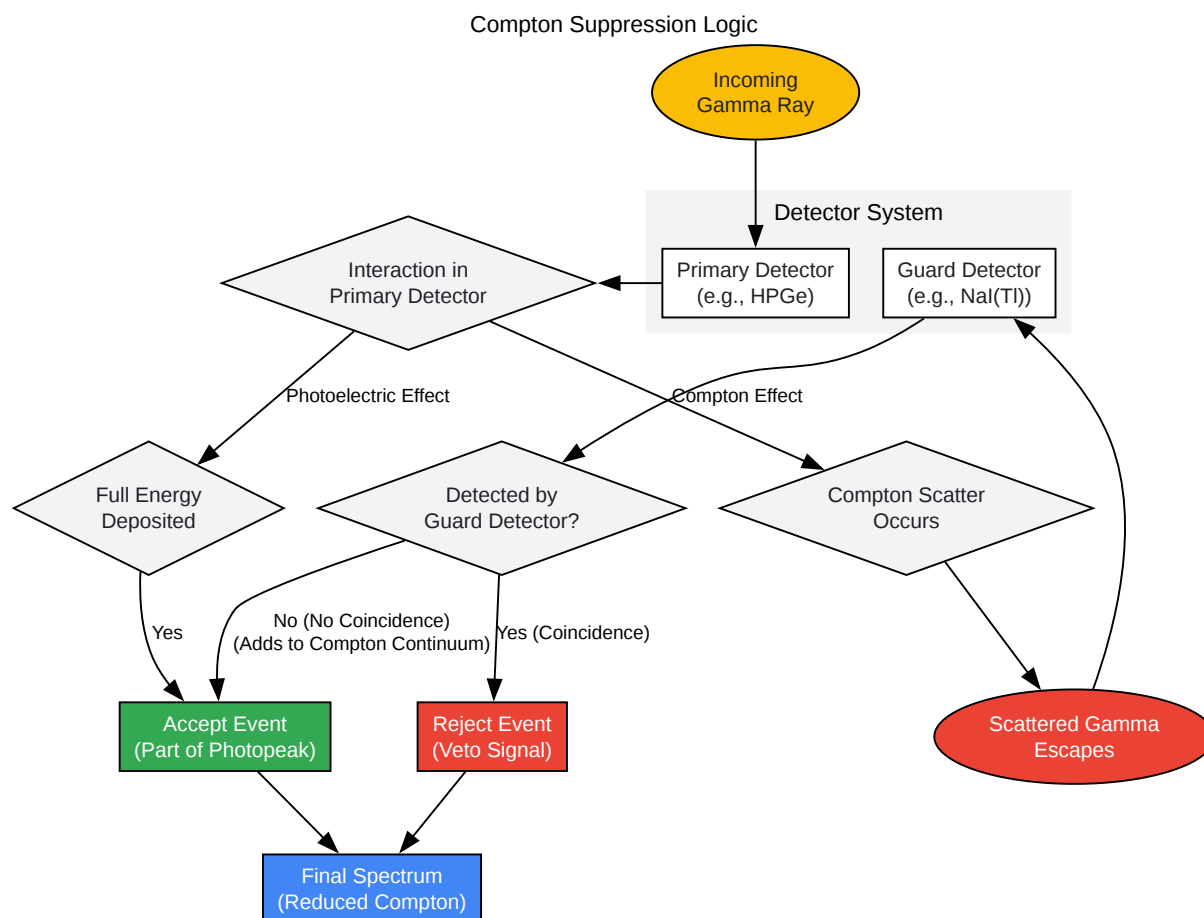 Compton Suppression Logic
Incoming
Gamma Ray
Detector System
Primary Detector
(e.g., HPGe)
Guard Detector
(e.g., NaI(Tl))
Interaction in
Primary Detector
Photoelectric Effect
Compton Effect
Full Energy
Deposited
Detected by
Guard Detector?
Compton Scatter
Occurs
Yes
No (No Coincidence)
(Adds to Compton Continuum)
Yes (Coincidence)
Accept Event
(Part of Photopeak)
Reject Event
(Veto Signal)
Scattered Gamma
Escapes
Final Spectrum
(Reduced Compton)